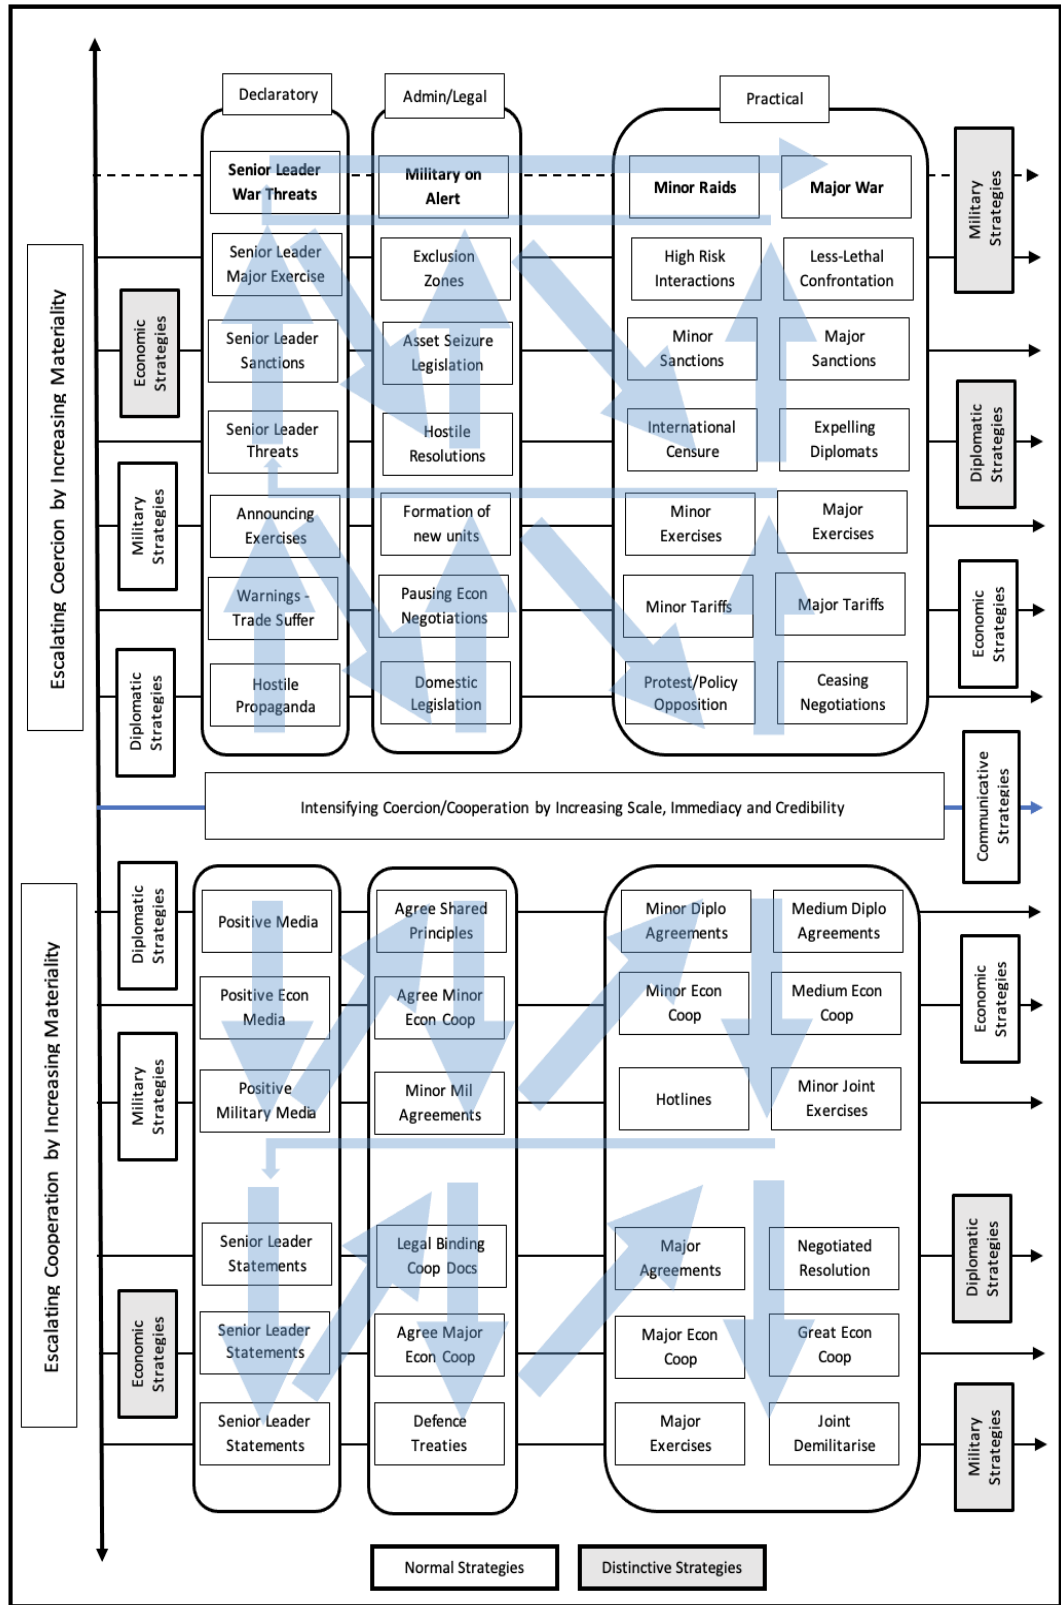 Declaratory
Admin/Legal
Practical
Senior Leader
War Threats
Military on
Alert
Minor Raids
Major War
Military
Strategies
Senior Leader
Major Exercise
Exclusion
Zones
High Risk
Interactions
Less-Lethal
Confrontation
Escalating Coercion by Increasing Materiality
Economic
Strategies
Senior Leader
Sanctions
Asset Seizure
Legislation
Minor
Sanctions
Major
Sanctions
Senior Leader
Threats
Hostile
Resolutions
International
Censure
Expelling
Diplomats
Diplomatic
Strategies
Military
Strategies
Announcing
Exercises
Formation of
new units
Minor
Exercises
Major
Exercises
Warnings -
Trade Suffer
Pausing Econ
Negotiations
Minor Tariffs
Major Tariffs
Economic
Strategies
Diplomatic
Strategies
Hostile
Propaganda
Domestic
Legislation
Protest/Policy
Opposition
Ceasing
Negotiations
Intensifying Coercion/Cooperation by Increasing Scale, Immediacy and Credibility
Communicative
Strategies
Escalating Cooperation by Increasing Materiality
Diplomatic
Strategies
Positive Media
Agree Shared
Principles
Minor Diplo
Agreements
Medium Diplo
Agreements
Positive Econ
Media
Agree Minor
Econ Coop
Minor Econ
Coop
Medium Econ
Coop
Economic
Strategies
Military
Strategies
Positive
Military Media
Minor Mil
Agreements
Hotlines
Minor Joint
Exercises
Senior Leader
Statements
Legal Binding
Coop Docs
Major
Agreements
Negotiated
Resolution
Diplomatic
Strategies
Economic
Strategies
Senior Leader
Statements
Agree Major
Econ Coop
Major Econ
Coop
Great Econ
Coop
Senior Leader
Statements
Defence
Treaties
Major
Exercises
Joint
Demilitarise
Military
Strategies
Normal Strategies
Distinctive Strategies